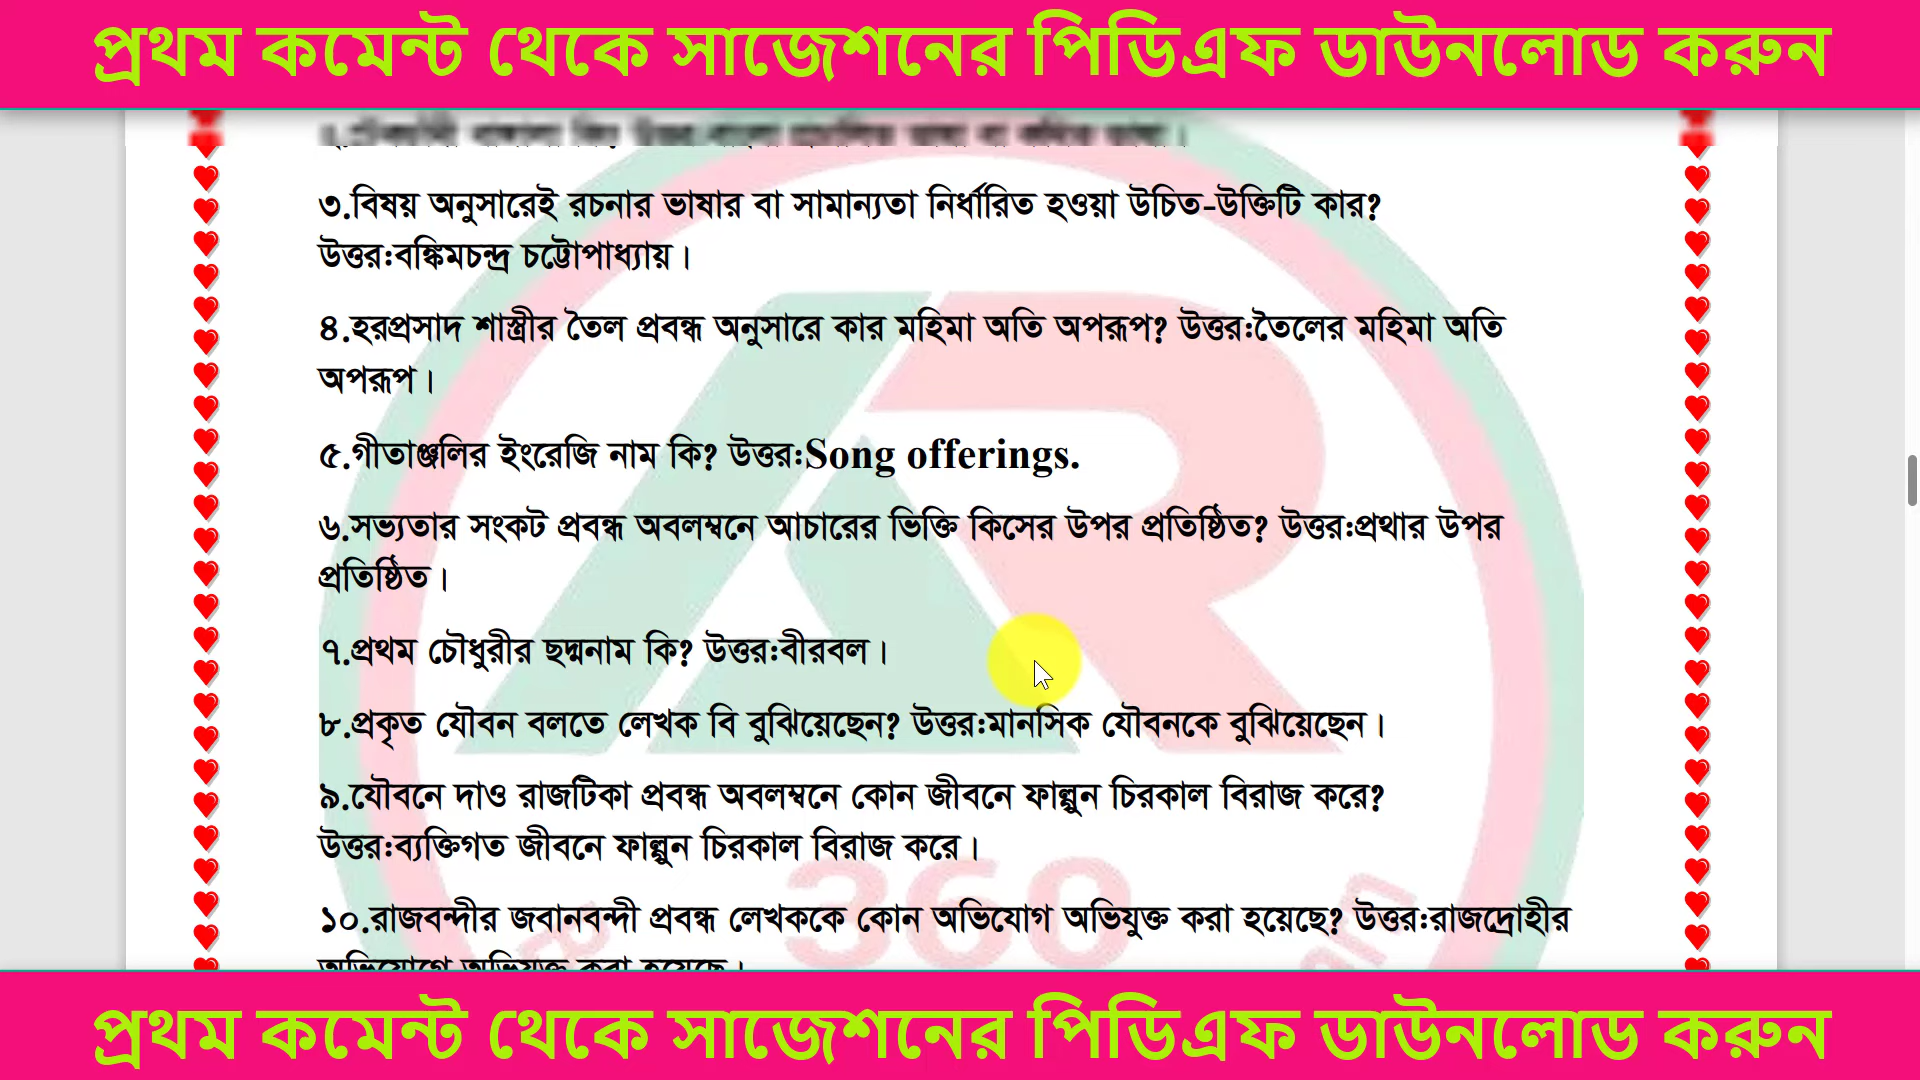 প্রথম কমেন্ট থেকে সাজেশনের পিডিএফ ডাউনলোড করুন
৩.বিষয় অনুসারেই রচনার ভাষার বা সামান্যতা নির্ধারিত হওয়া উচিত-উক্তিটি কার?
উত্তর:বঙ্কিমচন্দ্র চট্টোপাধ্যায়।
৪.হরপ্রসাদ শাস্ত্রীর তৈল প্রবন্ধ অনুসারে কার মহিমা অতি অপরূপ? উত্তর:তৈলের মহিমা অতি
অপরূপ।
৫.গীতাঞ্জলির ইংরেজি নাম কি? উত্তর:Song offerings.
৬.সভ্যতার সংকট প্রবন্ধ অবলম্বনে আচারের ভিক্তি কিসের উপর প্রতিষ্ঠিত? উত্তর:প্রথার উপর
প্রতিষ্ঠিত।
৭.প্রথম চৌধুরীর ছদ্মনাম কি? উত্তর:বীরবল।
৮.প্রকৃত যৌবন বলতে লেখক বি বুঝিয়েছেন? উত্তর:মানসিক যৌবনকে বুঝিয়েছেন।
৯.যৌবনে দাও রাজটিকা প্রবন্ধ অবলম্বনে কোন জীবনে ফাল্গুন চিরকাল বিরাজ করে?
উত্তর:ব্যক্তিগত জীবনে ফাল্গুন চিরকাল বিরাজ করে।
360
১০.রাজবন্দীর জবানবন্দী প্রবন্ধ লেখককে কোন অভিযোগ অভিযুক্ত করা হয়েছে? উত্তর:রাজদ্রোহীর
অভিযোগে অভিযুক্ত করা হয়েছে।
প্রথম কমেন্ট থেকে সাজেশনের পিডিএফ ডাউনলোড করুন